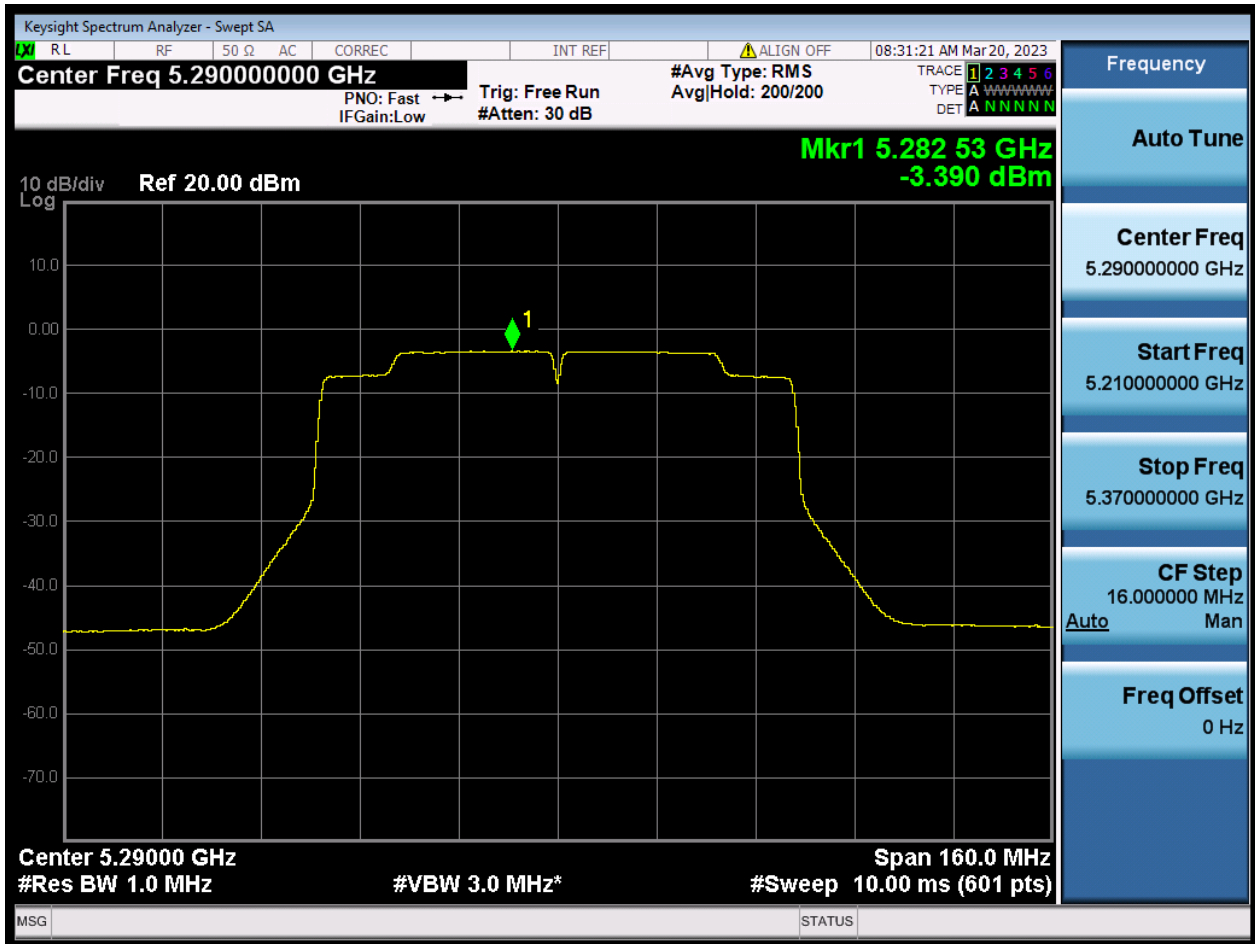 Keysight Spectrum Analyzer - Swept SA
LXI RL RF 50 Ω AC CORREC INT REF ALIGN OFF 08:31:21 AM Mar 20, 2023
Center Freq 5.290000000 GHz
PNO: Fast
IFGain:Low
Trig: Free Run
#Atten: 30 dB
#Avg Type: RMS
Avg|Hold: 200/200
TRACE 1 2 3 4 5 6
TYPE A WWWWW
DET A N N N N N
Mkr1 5.282 53 GHz
-3.390 dBm
10 dB/div Ref 20.00 dBm
Log
10.0
0.00
-10.0
-20.0
-30.0
-40.0
-50.0
-60.0
-70.0
1
Center 5.29000 GHz Span 160.0 MHz
#Res BW 1.0 MHz #VBW 3.0 MHz* #Sweep 10.00 ms (601 pts)
MSG STATUS
Frequency
Auto Tune
Center Freq
5.290000000 GHz
Start Freq
5.210000000 GHz
Stop Freq
5.370000000 GHz
CF Step
16.000000 MHz
Auto Man
Freq Offset
0 Hz